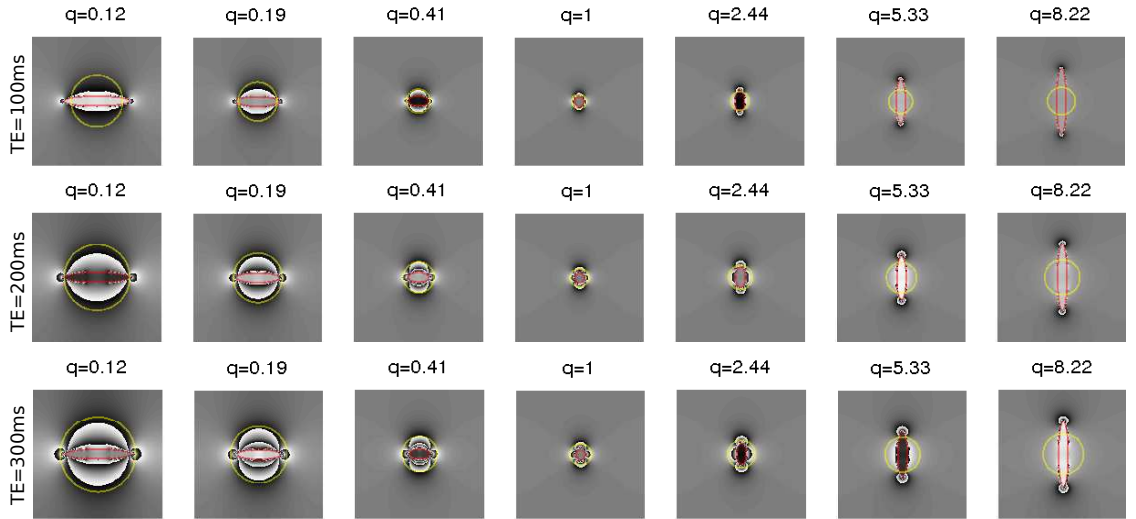 q=0.12 q=0.19 q=0.41 q=1 q=2.44 q=5.33 q=8.22
TE=100ms
q=0.12 q=0.19 q=0.41 q=1 q=2.44 q=5.33 q=8.22
TE=200ms
q=0.12 q=0.19 q=0.41 q=1 q=2.44 q=5.33 q=8.22
TE=300ms